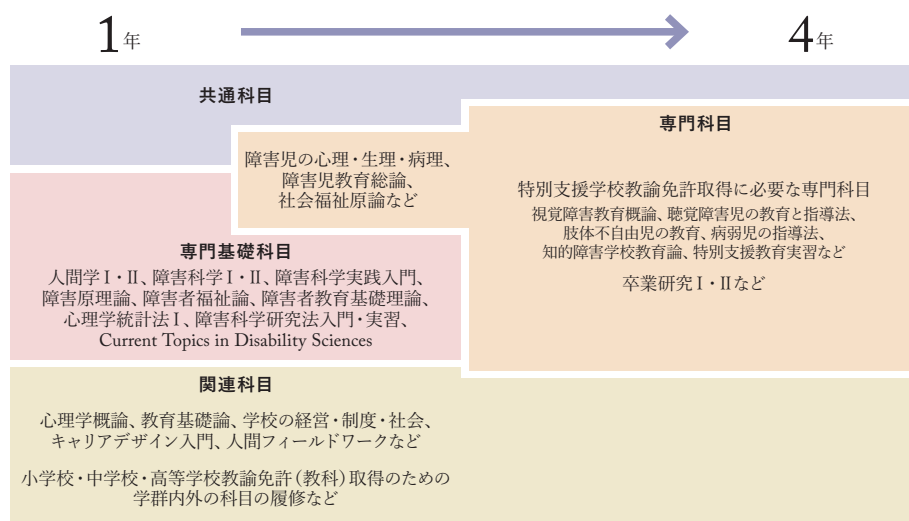 1年
4年
共通科目
障害児の心理・生理・病理、
障害児教育総論、
社会福祉原論など
専門科目
特別支援学校教諭免許取得に必要な専門科目
視覚障害教育概論、聴覚障害児の教育と指導法、
肢体不自由児の教育、病弱児の指導法、
知的障害学校教育論、特別支援教育実習など
卒業研究Ⅰ・Ⅱなど
専門基礎科目
人間学Ⅰ・Ⅱ、障害科学Ⅰ・Ⅱ、障害科学実践入門、
障害原理論、障害者福祉論、障害者教育基礎理論、
心理学統計法Ⅰ、障害科学研究法入門・実習、
Current Topics in Disability Sciences
関連科目
心理学概論、教育基礎論、学校の経営・制度・社会、
キャリアデザイン入門、人間フィールドワークなど
小学校・中学校・高等学校教諭免許（教科）取得のための
学群内外の科目の履修など